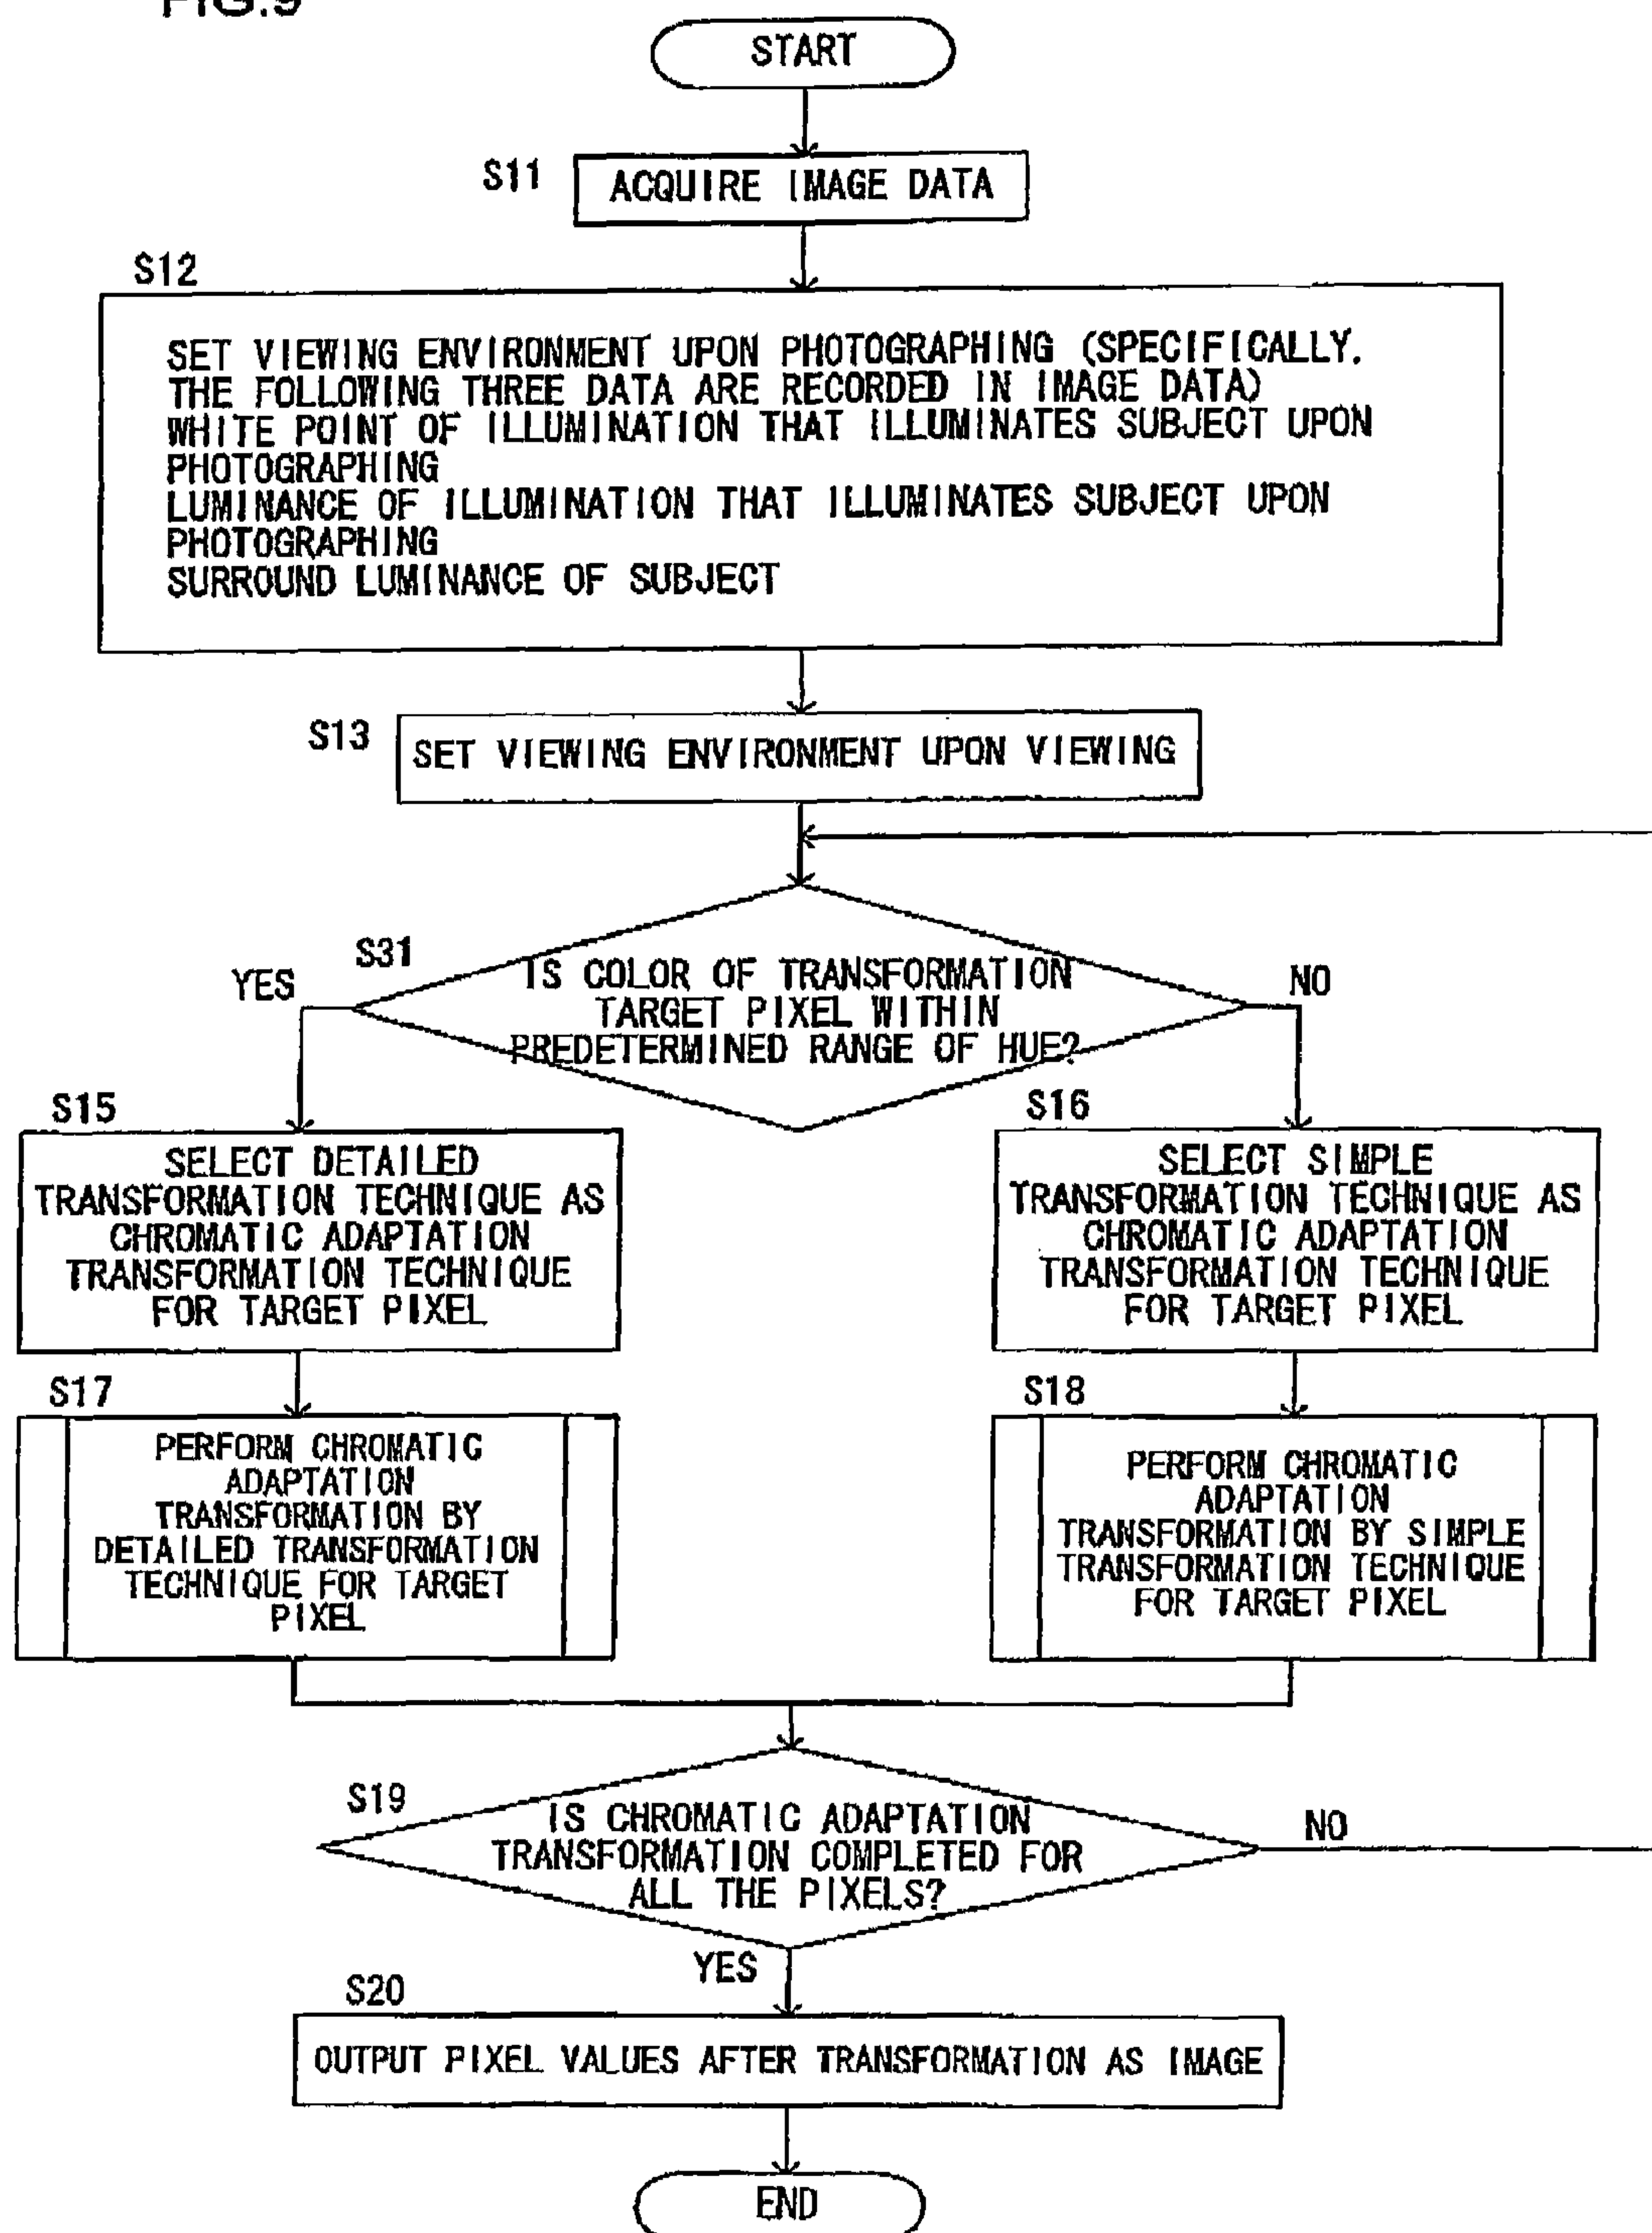 FIG.9
START
S11
ACQUIRE IMAGE DATA
S12
SET VIEWING ENVIRONMENT UPON PHOTOGRAPHING (SPECIFICALLY.
THE FOLLOWING THREE DATA ARE RECORDED IN IMAGE DATA)
WHITE POINT OF ILLUMINATION THAT ILLUMINATES SUBJECT UPON
PHOTOGRAPHING
LUMINANCE OF ILLUMINATION THAT ILLUMINATES SUBJECT UPON
PHOTOGRAPHING
SURROUND LUMINANCE OF SUBJECT
S13
SET VIEWING ENVIRONMENT UPON VIEWING
S31
IS COLOR OF TRANSFORMATION
TARGET PIXEL WITHIN
PREDETERMINED RANGE OF HUE?
YES
NO
S15
SELECT DETAILED
TRANSFORMATION TECHNIQUE AS
CHROMATIC ADAPTATION
TRANSFORMATION TECHNIQUE
FOR TARGET PIXEL
S16
SELECT SIMPLE
TRANSFORMATION TECHNIQUE AS
CHROMATIC ADAPTATION
TRANSFORMATION TECHNIQUE
FOR TARGET PIXEL
S17
PERFORM CHROMATIC
ADAPTATION
TRANSFORMATION BY
DETAILED TRANSFORMATION
TECHNIQUE FOR TARGET
PIXEL
S18
PERFORM CHROMATIC
ADAPTATION
TRANSFORMATION BY SIMPLE
TRANSFORMATION TECHNIQUE
FOR TARGET PIXEL
S19
IS CHROMATIC ADAPTATION
TRANSFORMATION COMPLETED FOR
ALL THE PIXELS?
NO
YES
S20
OUTPUT PIXEL VALUES AFTER TRANSFORMATION AS IMAGE
END